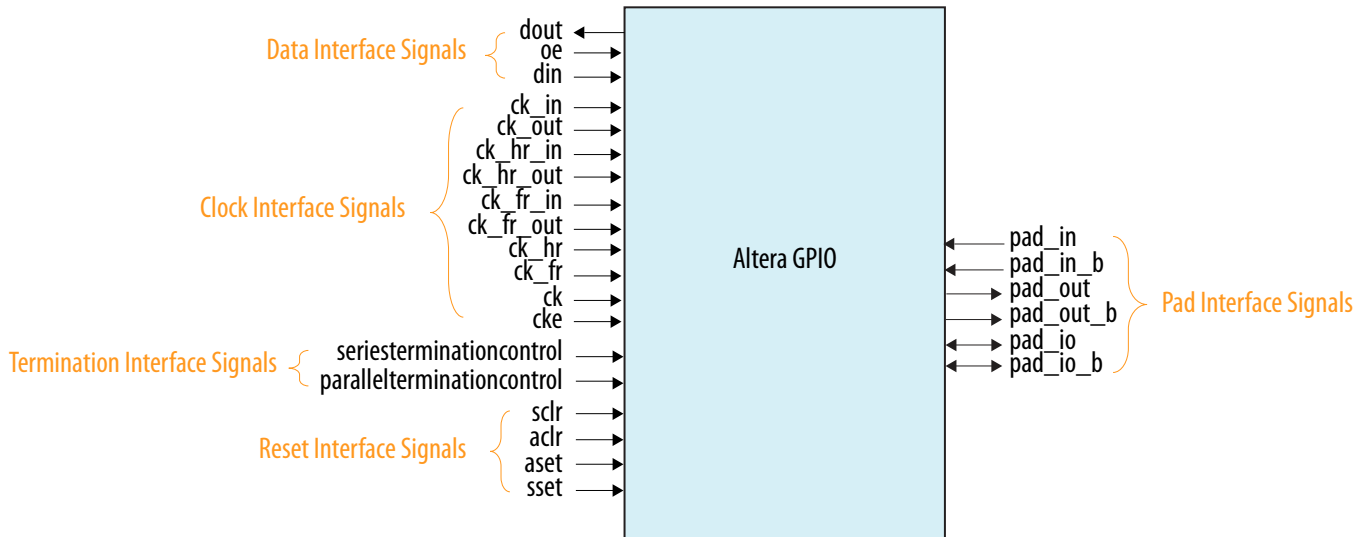 Data Interface Signals
dout
oe
din
Clock Interface Signals
ck_in
ck_out
ck_hr_in
ck_hr_out
ck_fr_in
ck_fr_out
ck_hr
ck_fr
ck
cke
Termination Interface Signals
seriesterminationcontrol
parallelterminationcontrol
Reset Interface Signals
sclr
aclr
aset
sset
Altera GPIO
pad_in
pad_in_b
pad_out
pad_out_b
pad_io
pad_io_b
Pad Interface Signals